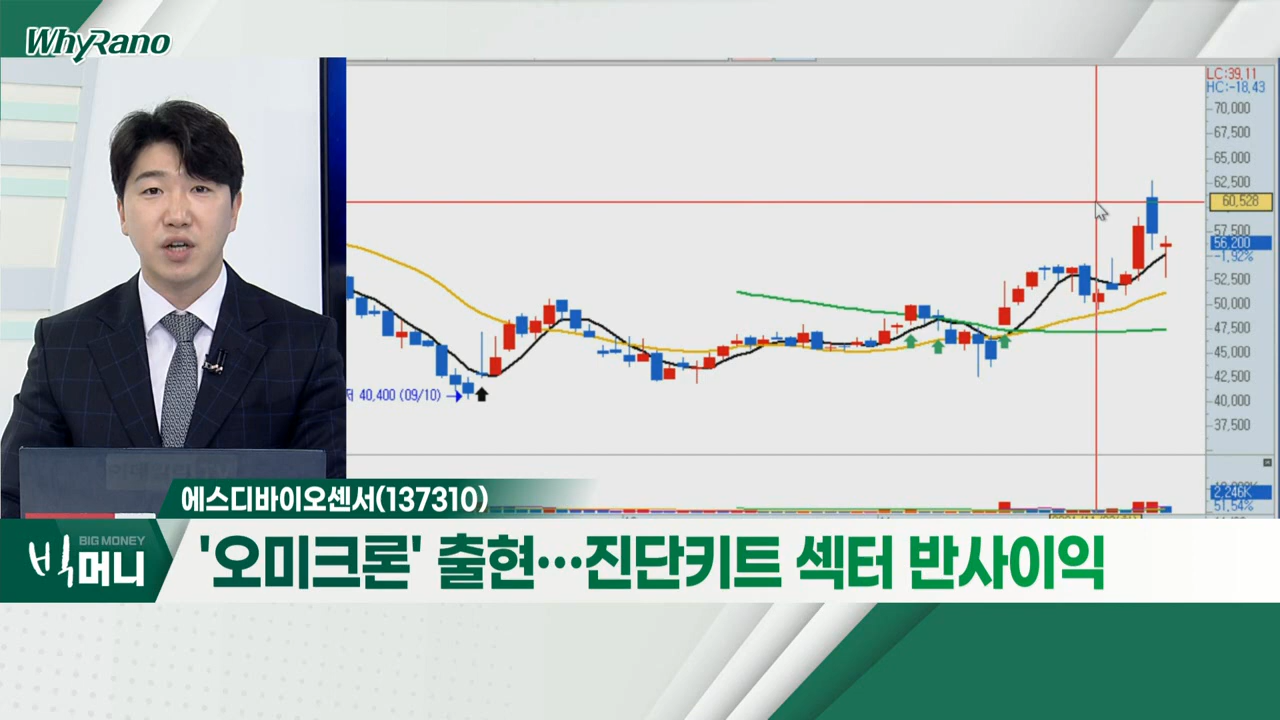 WhyRano
LC:39.11
HC:-18.43
70,000
67,500
65,000
62,500
60,528
57,500
56,200
-1.92%
52,500
50,000
47,500
45,000
42,500
40,000
37,500
저 40,400 (09/10)
2,246K
51.54%
에스디바이오센서(137310)
BIG MONEY
빅머니
'오미크론' 출현…진단키트 섹터 반사이익